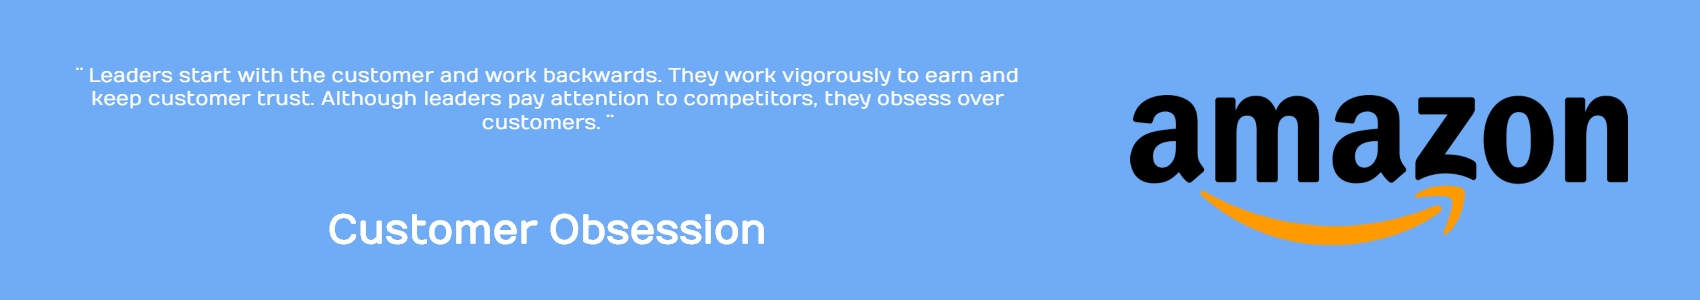 ¨ Leaders start with the customer and work backwards. They work vigorously to earn and
keep customer trust. Although leaders pay attention to competitors, they obsess over
customers. ¨
Customer Obsession
amazon